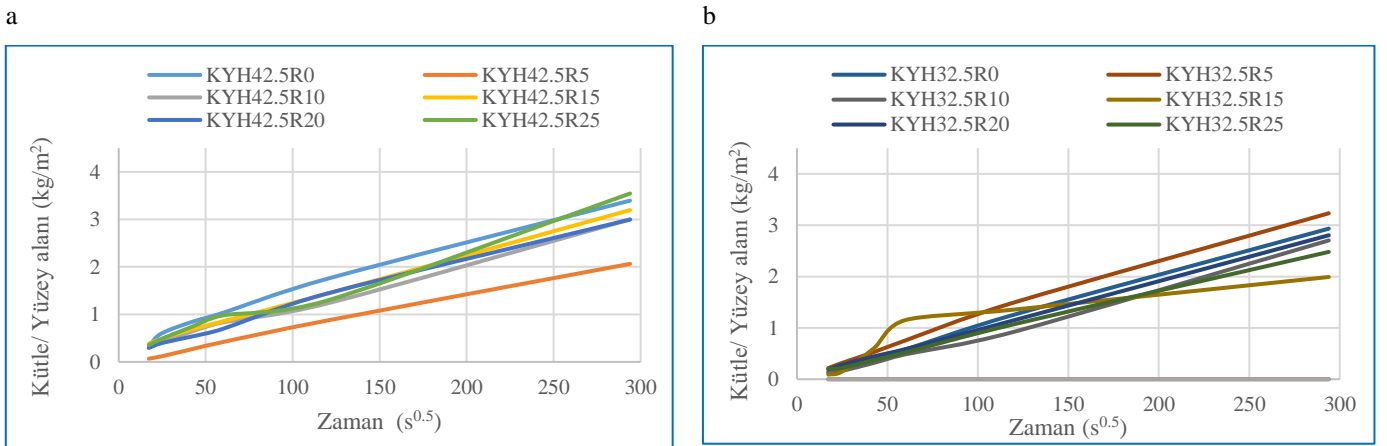 a
KYH42.5R0 KYH42.5R5
KYH42.5R10 KYH42.5R15
KYH42.5R20 KYH42.5R25
Kütle/ Yüzey alanı (kg/m²)
4
3
2
1
0
0 50 100 150 200 250 300
Zaman (s⁰·⁵)
b
KYH32.5R0 KYH32.5R5
KYH32.5R10 KYH32.5R15
KYH32.5R20 KYH32.5R25
Kütle/ Yüzey alanı (kg/m²)
4
3
2
1
0
0 50 100 150 200 250 300
Zaman (s⁰·⁵)